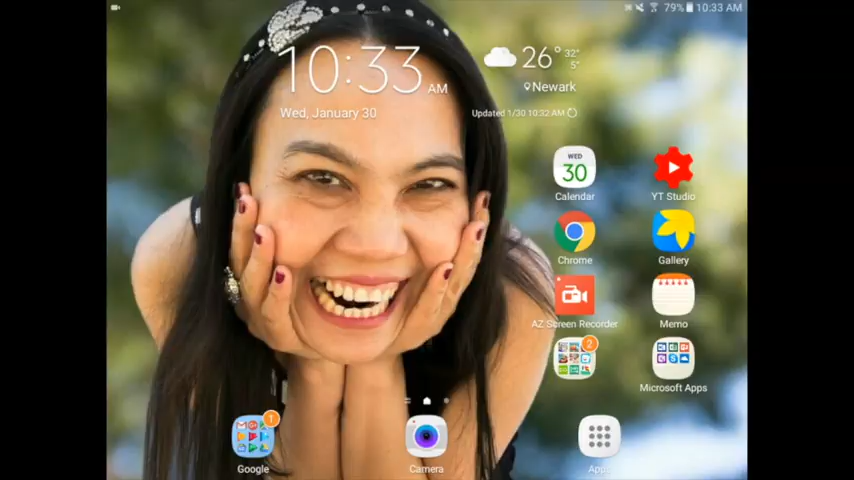 79% 10:33 AM
10:33 AM
Wed, January 30
26° 32° 5°
Newark
Updated 1/30 10:32 AM
WED
30
Calendar
YT Studio
Chrome
Gallery
AZ Screen Recorder
Memo
2
Microsoft Apps
1
Google
Camera
Apps